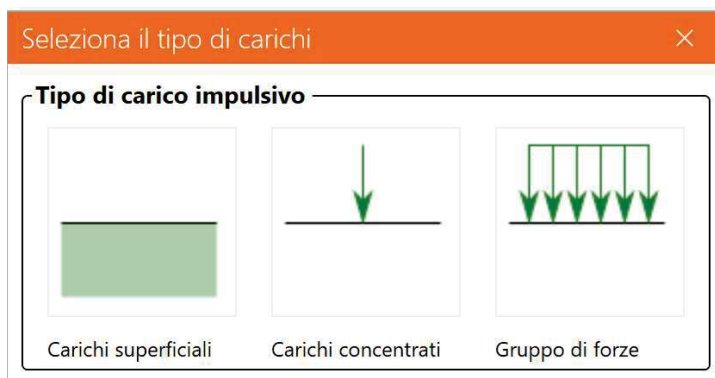 Seleziona il tipo di carichi
Tipo di carico impulsivo
Carichi superficiali Carichi concentrati Gruppo di forze